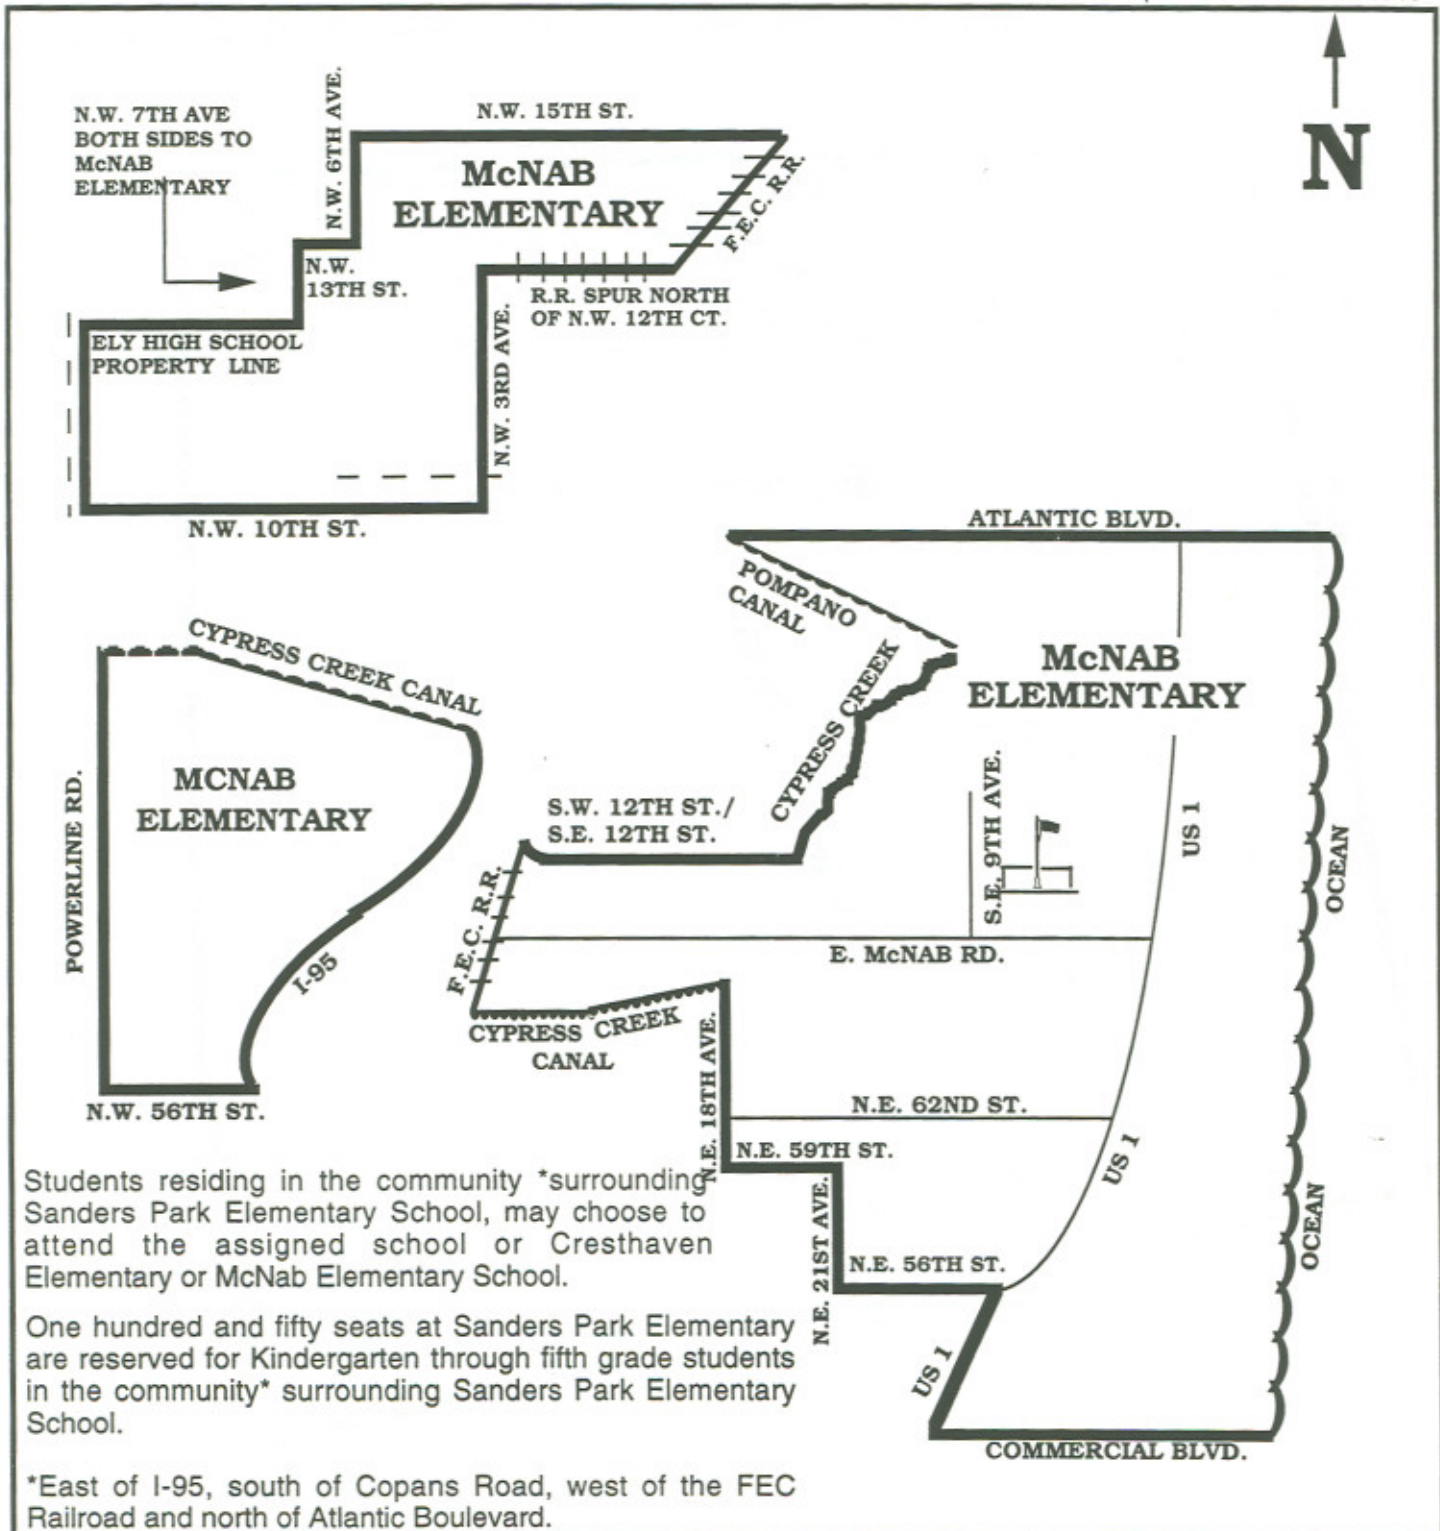 N
N.W. 7TH AVE
BOTH SIDES TO
McNAB
ELEMENTARY
N.W. 6TH AVE.
N.W. 15TH ST.
McNAB
ELEMENTARY
F.E.C. R.R.
N.W.
13TH ST.
R.R. SPUR NORTH
OF N.W. 12TH CT.
ELY HIGH SCHOOL
PROPERTY LINE
N.W. 3RD AVE.
N.W. 10TH ST.
ATLANTIC BLVD.
POMPANO
CANAL
CYPRESS CREEK
McNAB
ELEMENTARY
CYPRESS CREEK CANAL
MCNAB
ELEMENTARY
POWERLINE RD.
I-95
N.W. 56TH ST.
S.W. 12TH ST./
S.E. 12TH ST.
S.E. 9TH AVE.
US 1
OCEAN
F.E.C. R.R.
E. McNAB RD.
CYPRESS CREEK
CANAL
N.E. 18TH AVE.
N.E. 62ND ST.
N.E. 59TH ST.
US 1
OCEAN
N.E. 21ST AVE.
N.E. 56TH ST.
US 1
COMMERCIAL BLVD.
Students residing in the community *surrounding
Sanders Park Elementary School, may choose to
attend the assigned school or Cresthaven
Elementary or McNab Elementary School.
One hundred and fifty seats at Sanders Park Elementary
are reserved for Kindergarten through fifth grade students
in the community* surrounding Sanders Park Elementary
School.
*East of I-95, south of Copans Road, west of the FEC
Railroad and north of Atlantic Boulevard.